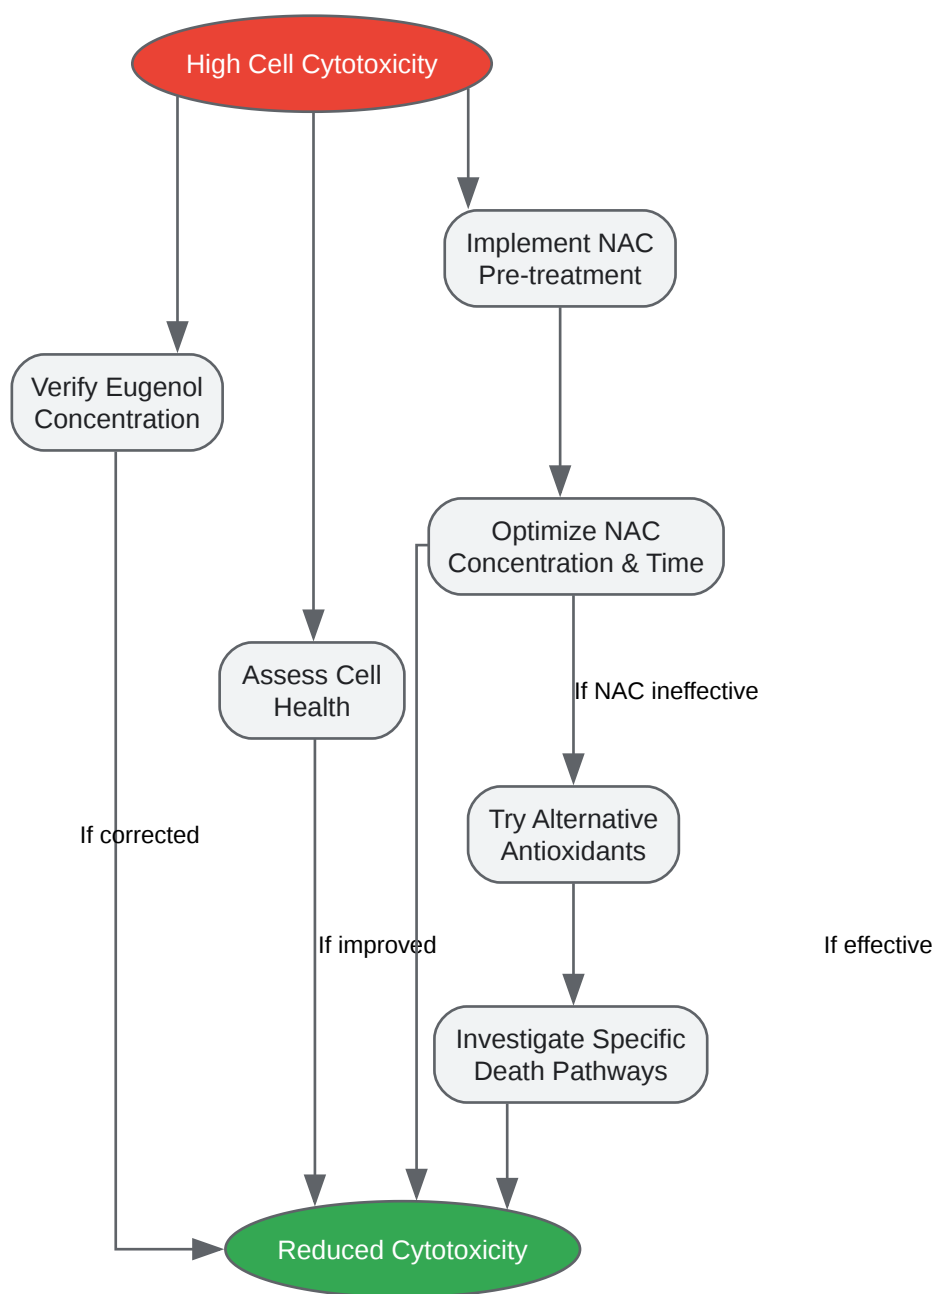 High Cell Cytotoxicity
Implement NAC
Pre-treatment
Verify Eugenol
Concentration
Optimize NAC
Concentration & Time
Assess Cell
Health
If NAC ineffective
Try Alternative
Antioxidants
If corrected
If improved
If effective
Investigate Specific
Death Pathways
Reduced Cytotoxicity